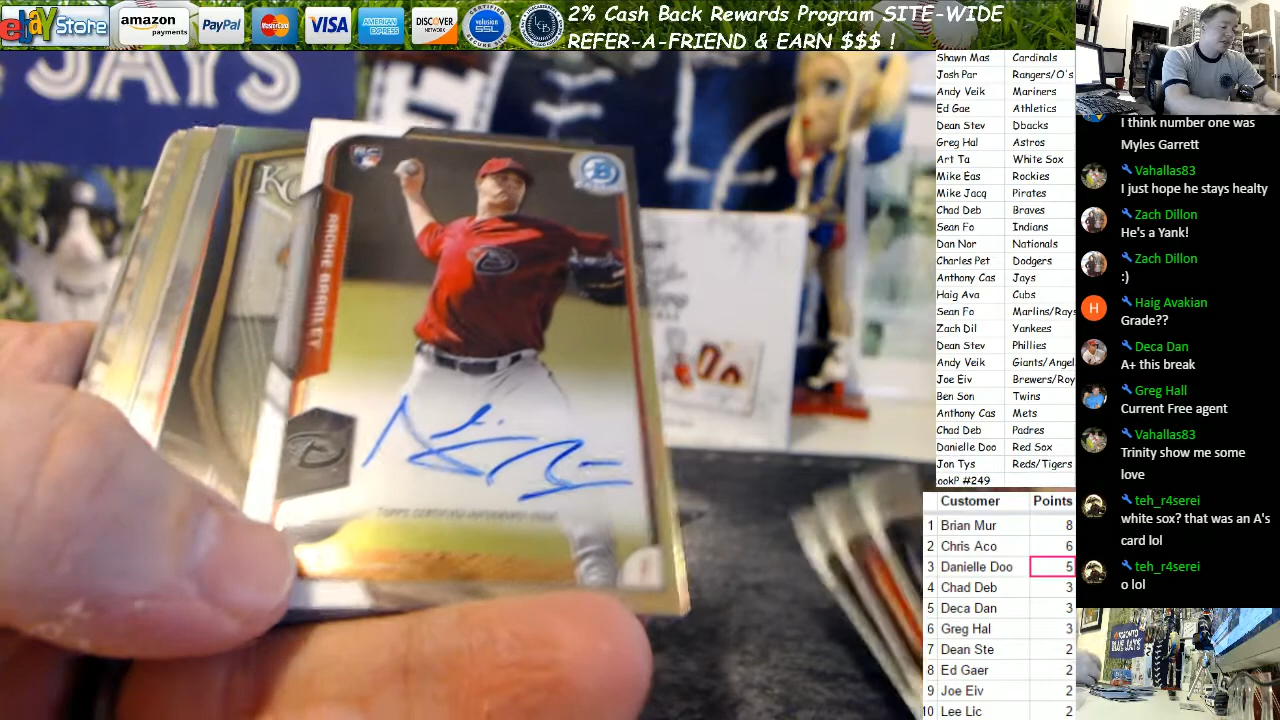 ebay Store
amazon
payments
PayPal
MasterCard
VISA
AMERICAN EXPRESS
DISCOVER
NETWORK
SSL
2% Cash Back Rewards Program SITE-WIDE
REFER-A-FRIEND & EARN $$$ !
JAYS
ARCHIE BRADLEY
Shawn Mas Cardinals
Josh Par Rangers/O's
Andy Veik Mariners
Ed Gae Athletics
Dean Stev Dbacks
Greg Hal Astros
Art Ta White Sox
Mike Eas Rockies
Mike Jacq Pirates
Chad Deb Braves
Sean Fo Indians
Dan Nor Nationals
Charles Pet Dodgers
Anthony Cas Jays
Haig Ava Cubs
Sean Fo Marlins/Rays
Zach Dil Yankees
Dean Stev Phillies
Andy Veik Giants/Angel
Joe Eiv Brewers/Roy
Ben Son Twins
Anthony Cas Mets
Chad Deb Padres
Danielle Doo Red Sox
Jon Tys Reds/Tigers
ookP #249
Customer Points
1 Brian Mur 8
2 Chris Aco 6
3 Danielle Doo 5
4 Chad Deb 3
5 Deca Dan 3
6 Greg Hal 3
7 Dean Ste 2
8 Ed Gaer 2
9 Joe Eiv 2
10 Lee Lic 2
I think number one was
Myles Garrett
Vahallas83
I just hope he stays healty
Zach Dillon
He's a Yank!
Zach Dillon
:)
H
Haig Avakian
Grade??
Deca Dan
A+ this break
Greg Hall
Current Free agent
Vahallas83
Trinity show me some
love
teh_r4serei
white sox? that was an A's
card lol
teh_r4serei
o lol
TORONTO
BLUE JAYS